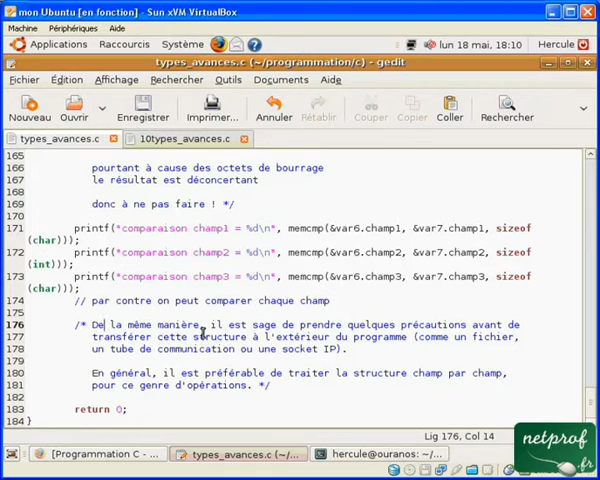 mon Ubuntu [en fonction] - Sun xVM VirtualBox
Machine Périphériques Aide
Applications Raccourcis Système lun 18 mai, 18:10 Hercule
types_avances.c (~/programmation/c) - gedit
Fichier Édition Affichage Rechercher Outils Documents Aide
Nouveau Ouvrir Enregistrer Imprimer... Annuler Rétablir Couper Copier Coller Rechercher
types_avances.c 10types_avances.c
165
166 pourtant à cause des octets de bourrage
167 le résultat est déconcertant
168
169 donc à ne pas faire ! */
170
171 printf("comparaison champ1 = %d\n", memcmp(&var6.champ1, &var7.champ1, sizeof
(char)));
172 printf("comparaison champ2 = %d\n", memcmp(&var6.champ2, &var7.champ2, sizeof
(int)));
173 printf("comparaison champ3 = %d\n", memcmp(&var6.champ3, &var7.champ3, sizeof
(char)));
174 // par contre on peut comparer chaque champ
175
176 /* De la même manière, il est sage de prendre quelques précautions avant de
177 transférer cette structure à l'extérieur du programme (comme un fichier,
178 un tube de communication ou une socket IP).
179
180 En général, il est préférable de traiter la structure champ par champ,
181 pour ce genre d'opérations. */
182
183 return 0;
184 }
Lig 176, Col 14 INS
[Programmation C - ... types_avances.c (~/... hercule@ouranos: ~/...
netprof
.fr